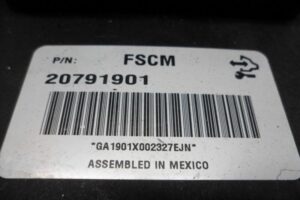 P/N: FSCM
20791901
"GA1901X002327EJN"
ASSEMBLED IN MEXICO